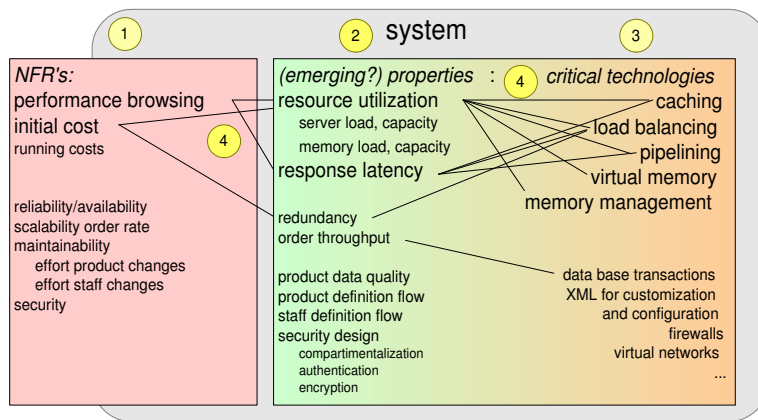 system
1
2
3
NFR's:
performance browsing
initial cost
running costs
reliability/availability
scalability order rate
maintainability
effort product changes
effort staff changes
security
4
(emerging?) properties :
resource utilization
server load, capacity
memory load, capacity
response latency
redundancy
order throughput
product data quality
product definition flow
staff definition flow
security design
compartimentalization
authentication
encryption
4
critical technologies
caching
load balancing
pipelining
virtual memory
memory management
data base transactions
XML for customization
and configuration
firewalls
virtual networks
...